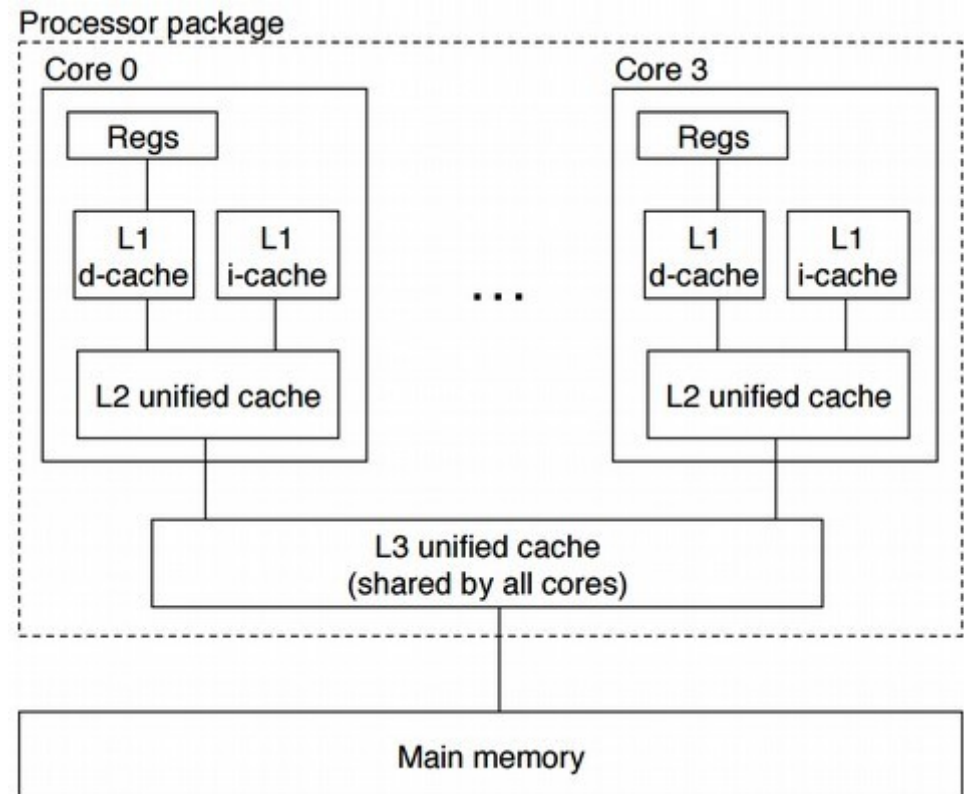 Processor package
Core 0
Core 3
Regs
Regs
L1
d-cache
L1
i-cache
...
L1
d-cache
L1
i-cache
L2 unified cache
L2 unified cache
L3 unified cache
(shared by all cores)
Main memory